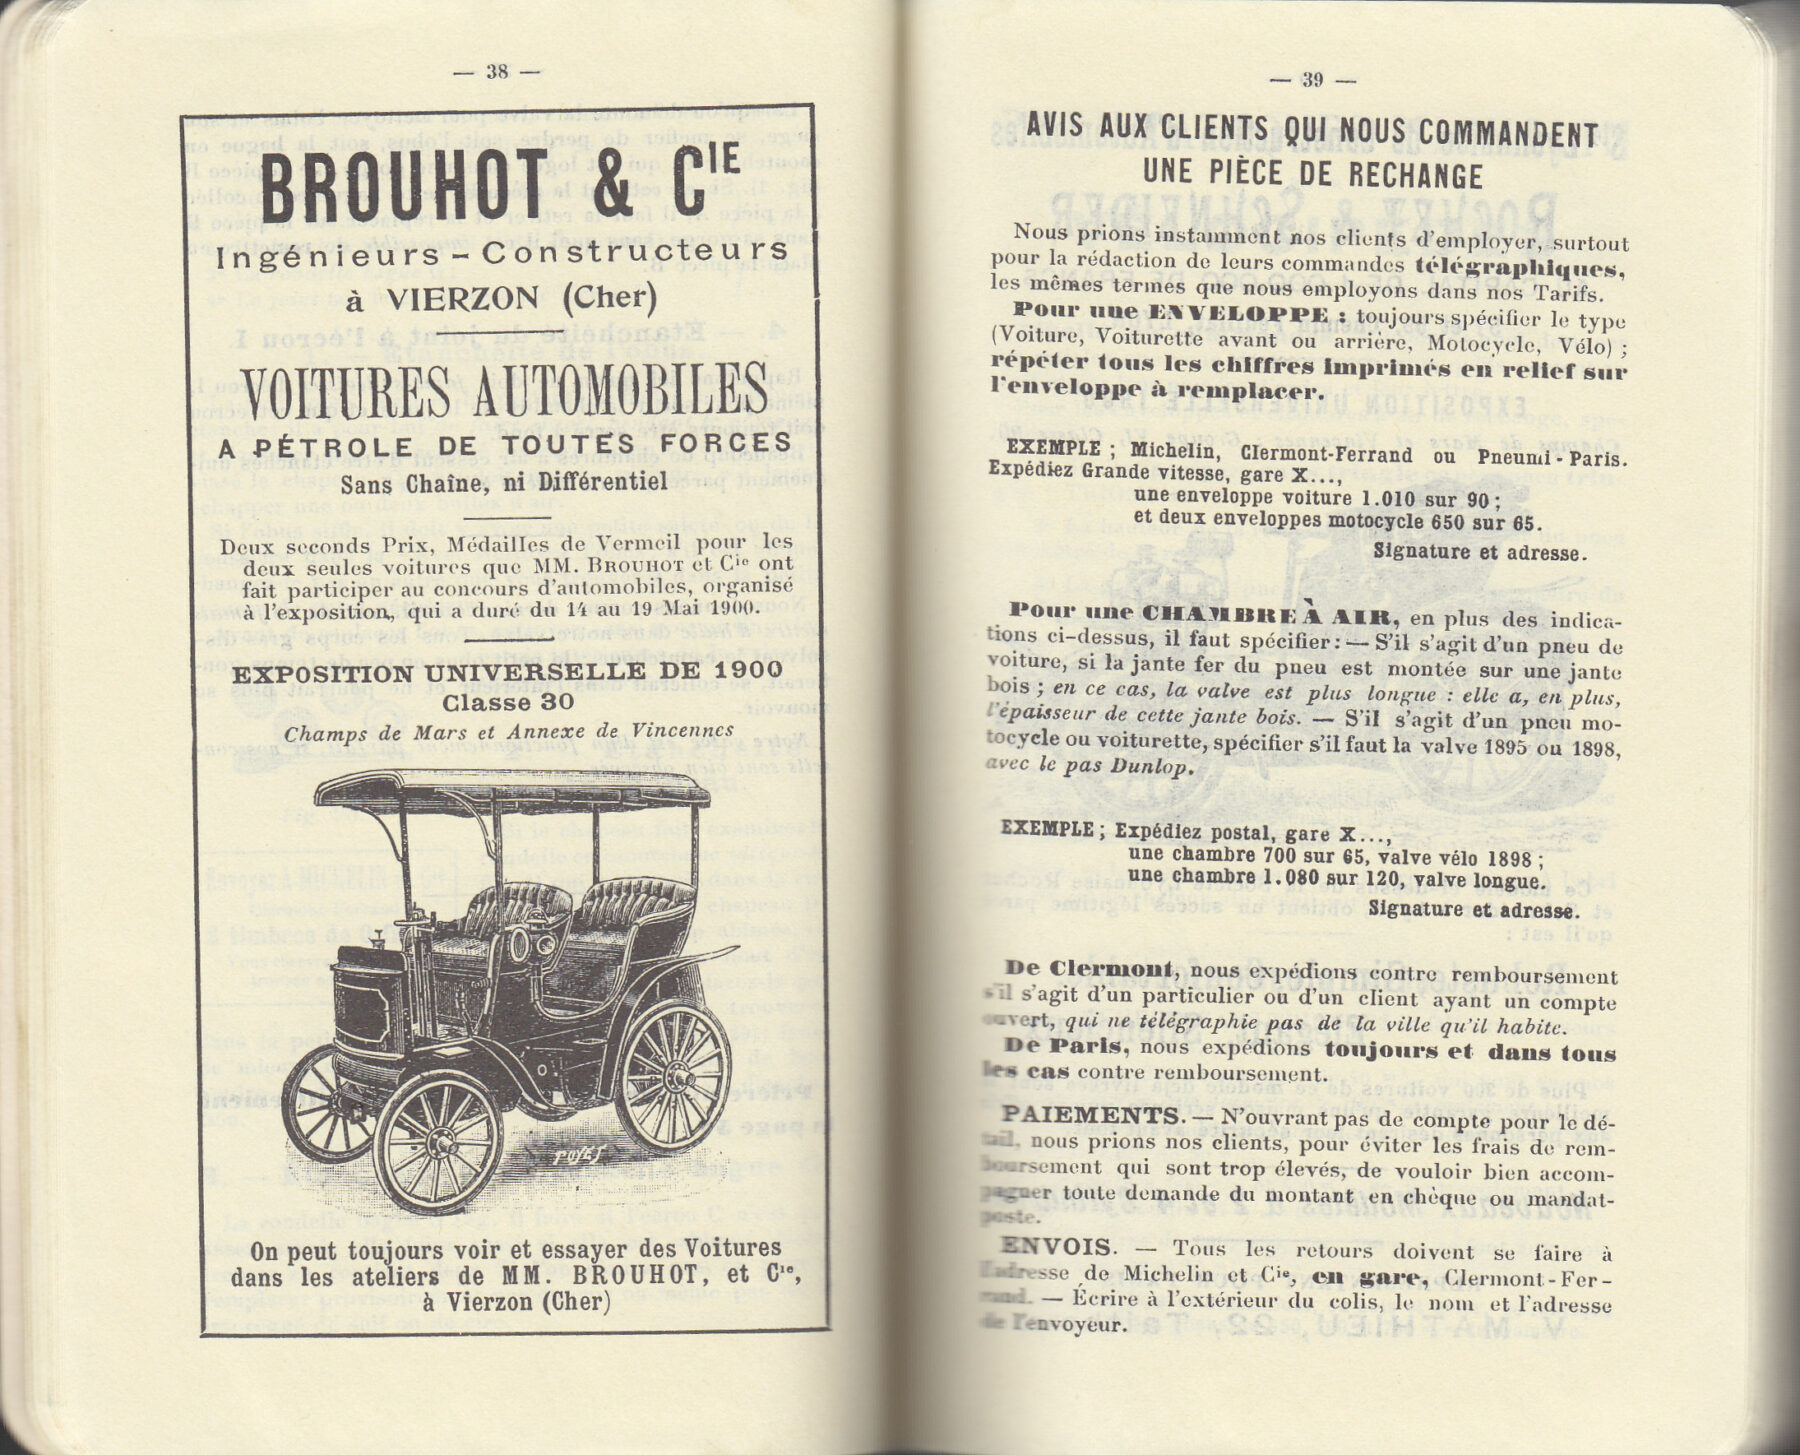 — 38 —
BROUHOT & CIE
Ingénieurs - Constructeurs
à VIERZON (Cher)
VOITURES AUTOMOBILES
A PÉTROLE DE TOUTES FORCES
Sans Chaîne, ni Différentiel
Deux seconds Prix, Médailles de Vermeil pour les
deux seules voitures que MM. BROUHOT et Cie ont
fait participer au concours d'automobiles, organisé
à l'exposition, qui a duré du 14 au 19 Mai 1900.
EXPOSITION UNIVERSELLE DE 1900
Classe 30
Champs de Mars et Annexe de Vincennes
POYET
On peut toujours voir et essayer des Voitures
dans les ateliers de MM. BROUHOT, et Cie,
à Vierzon (Cher)
— 39 —
AVIS AUX CLIENTS QUI NOUS COMMANDENT
UNE PIÈCE DE RECHANGE
Nous prions instamment nos clients d'employer, surtout
pour la rédaction de leurs commandes télégraphiques,
les mêmes termes que nous employons dans nos Tarifs.
Pour une ENVELOPPE : toujours spécifier le type
(Voiture, Voiturette avant ou arrière, Motocycle, Vélo) ;
répéter tous les chiffres imprimés en relief sur
l'enveloppe à remplacer.
EXEMPLE ; Michelin, Clermont-Ferrand ou Pneumi-Paris.
Expédiez Grande vitesse, gare X...,
une enveloppe voiture 1.010 sur 90 ;
et deux enveloppes motocycle 650 sur 65.
Signature et adresse.
Pour une CHAMBRE À AIR, en plus des indica-
tions ci-dessus, il faut spécifier : — S'il s'agit d'un pneu de
voiture, si la jante fer du pneu est montée sur une jante
bois ; en ce cas, la valve est plus longue : elle a, en plus,
l'épaisseur de cette jante bois. — S'il s'agit d'un pneu mo-
tocycle ou voiturette, spécifier s'il faut la valve 1895 ou 1898,
avec le pas Dunlop.
EXEMPLE ; Expédiez postal, gare X...,
une chambre 700 sur 65, valve vélo 1898 ;
une chambre 1.080 sur 120, valve longue.
Signature et adresse.
De Clermont, nous expédions contre remboursement
s'il s'agit d'un particulier ou d'un client ayant un compte
ouvert, qui ne télégraphie pas de la ville qu'il habite.
De Paris, nous expédions toujours et dans tous
les cas contre remboursement.
PAIEMENTS. — N'ouvrant pas de compte pour le dé-
tail, nous prions nos clients, pour éviter les frais de rem-
boursement qui sont trop élevés, de vouloir bien accom-
pagner toute demande du montant en chèque ou mandat-
poste.
ENVOIS. — Tous les retours doivent se faire à
l'adresse de Michelin et Cie, en gare, Clermont-Fer-
rand. — Écrire à l'extérieur du colis, le nom et l'adresse
de l'envoyeur.